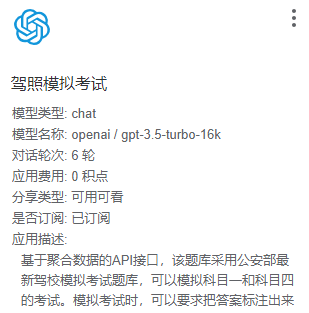 驾照模拟考试
模型类型: chat
模型名称: openai / gpt-3.5-turbo-16k
对话轮次: 6 轮
应用费用: 0 积点
分享类型: 可用可看
是否订阅: 已订阅
应用描述:
基于聚合数据的API接口，该题库采用公安部最
新驾校模拟考试题库，可以模拟科目一和科目四
的考试。模拟考试时，可以要求把答案标注出来